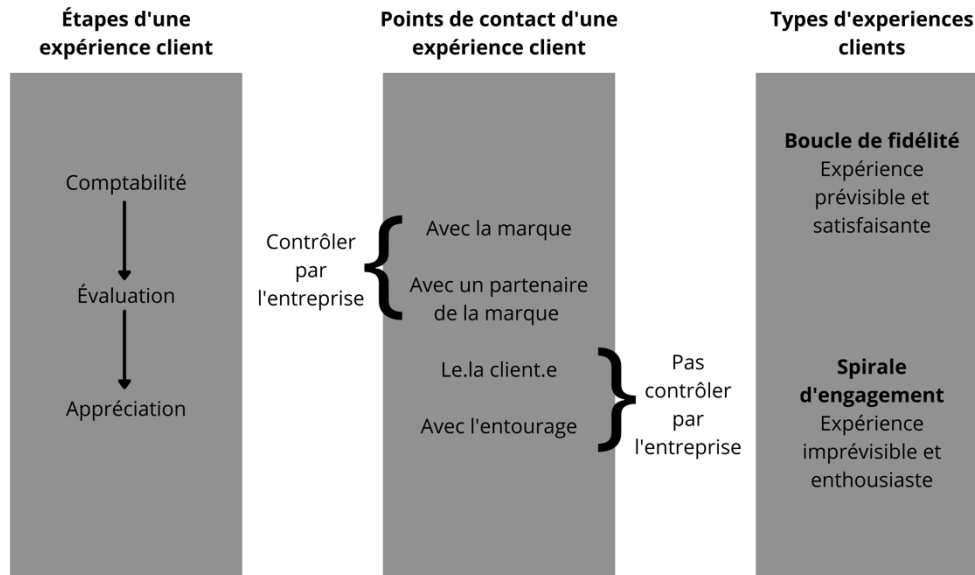 Étapes d'une
expérience client
Comptabilité
Évaluation
Appréciation
Points de contact d'une
expérience client
Contrôler
par
l'entreprise
Avec la marque
Avec un partenaire
de la marque
Le.la client.e
Avec l'entourage
Pas
contrôler
par
l'entreprise
Types d'experiences
clients
Boucle de fidélité
Expérience
prévisible et
satisfaisante
Spirale
d'engagement
Expérience
imprévisible et
enthousiaste